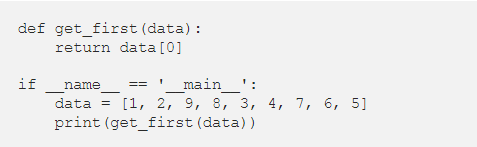 def get_first(data):
    return data[0]

if __name__ == '__main__':
    data = [1, 2, 9, 8, 3, 4, 7, 6, 5]
    print(get_first(data))